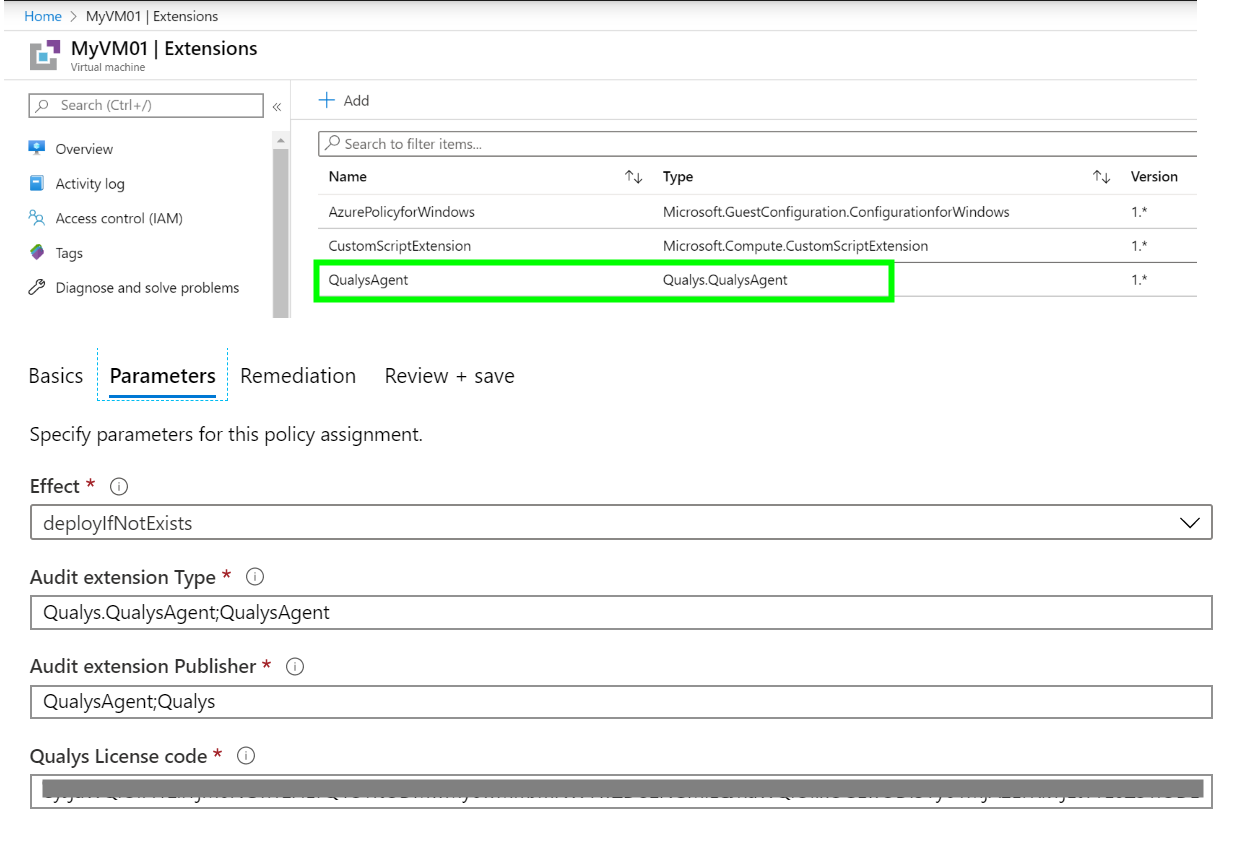 Home > MyVM01 | Extensions
MyVM01 | Extensions
Virtual machine
Search (Ctrl+/)
«
Add
Search to filter items...
Name
Type
Version
Overview
Activity log
Access control (IAM)
Tags
Diagnose and solve problems
AzurePolicyforWindows Microsoft.GuestConfiguration.ConfigurationforWindows 1.*
CustomScriptExtension Microsoft.Compute.CustomScriptExtension 1.*
QualysAgent Qualys.QualysAgent 1.*
Basics Parameters Remediation Review + save
Specify parameters for this policy assignment.
Effect *
deployIfNotExists
Audit extension Type *
Qualys.QualysAgent;QualysAgent
Audit extension Publisher *
QualysAgent;Qualys
Qualys License code *